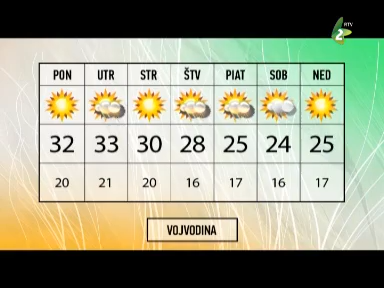 RTV
2
PON UTR STR ŠTV PIAT SOB NED
32 33 30 28 25 24 25
20 21 20 16 17 16 17
VOJVODINA